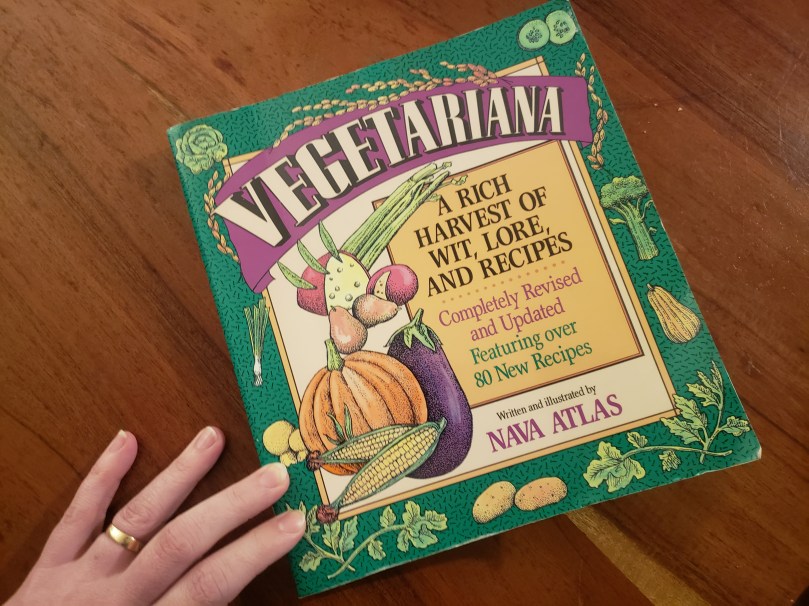 VEGETARIANA
A RICH
HARVEST OF
WIT, LORE,
AND RECIPES
Completely Revised
and Updated
Featuring over
80 New Recipes
Written and illustrated by
NAVA ATLAS